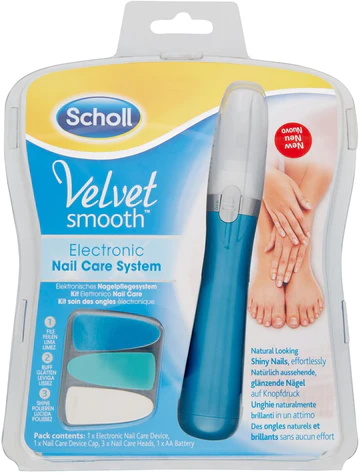 Scholl
New
Neu
Nuovo
Velvet
smooth™
Electronic
Nail Care System
Elektronisches Nagelpflegesystem
Kit Elettronico Nail Care
Kit soin des ongles électronique
1
FILE
FEILEN
LIMA
LIMEZ
2
BUFF
GLÄTTEN
LEVIGA
LISSEZ
3
SHINE
POLIEREN
LUCIDA
POLISSEZ
Natural Looking
Shiny Nails, effortlessly
Natürlich aussehende,
glänzende Nägel
auf Knopfdruck
Unghie naturalmente
brillanti in un attimo
Des ongles naturels et
brillants sans aucun effort
Pack contents: 1 x Electronic Nail Care Device,
1 x Nail Care Device Cap, 3 x Nail Care Heads, 1 x AA Battery